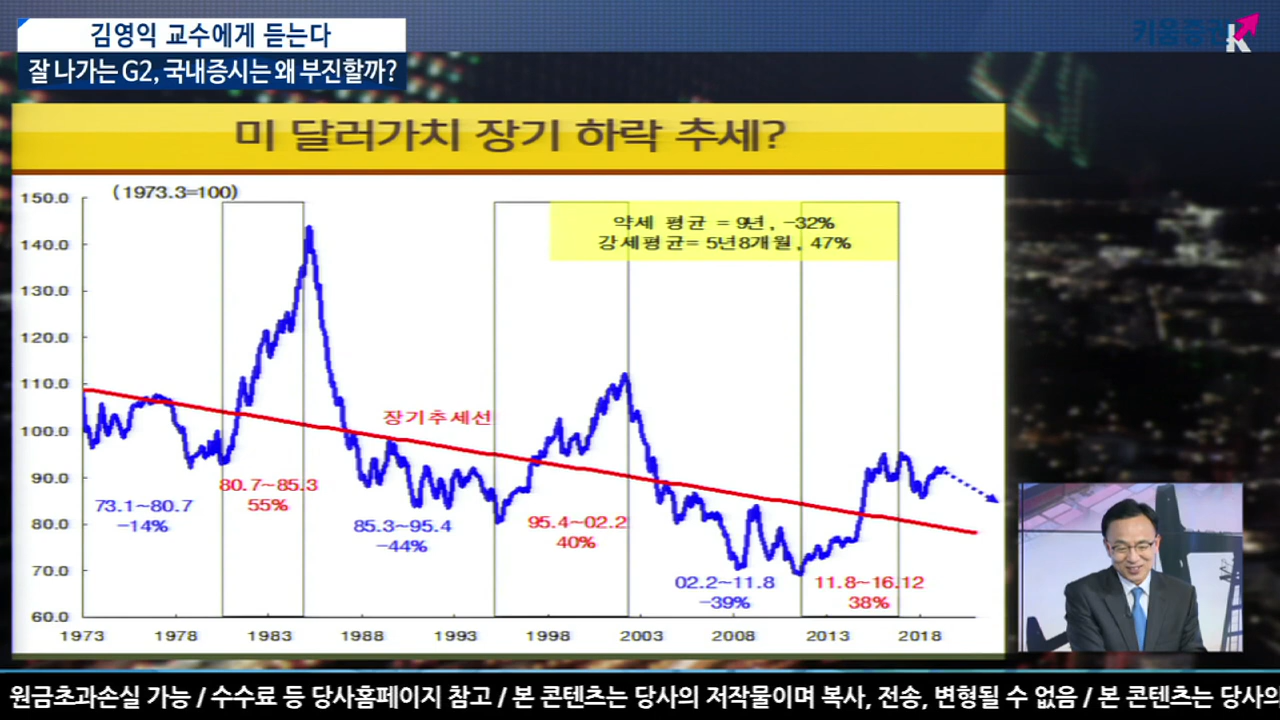 김영익 교수에게 듣는다
잘 나가는 G2, 국내증시는 왜 부진할까?
키움증권
K
미 달러가치 장기 하락 추세?
(1973.3=100)
150.0
140.0
130.0
120.0
110.0
100.0
90.0
80.0
70.0
60.0
약세 평균 = 9년, -32%
강세평균= 5년8개월, 47%
장기추세선
73.1~80.7
-14%
80.7~85.3
55%
85.3~95.4
-44%
95.4~02.2
40%
02.2~11.8
-39%
11.8~16.12
38%
1973 1978 1983 1988 1993 1998 2003 2008 2013 2018
원금초과손실 가능 / 수수료 등 당사홈페이지 참고 / 본 콘텐츠는 당사의 저작물이며 복사, 전송, 변형될 수 없음 / 본 콘텐츠는 당사의